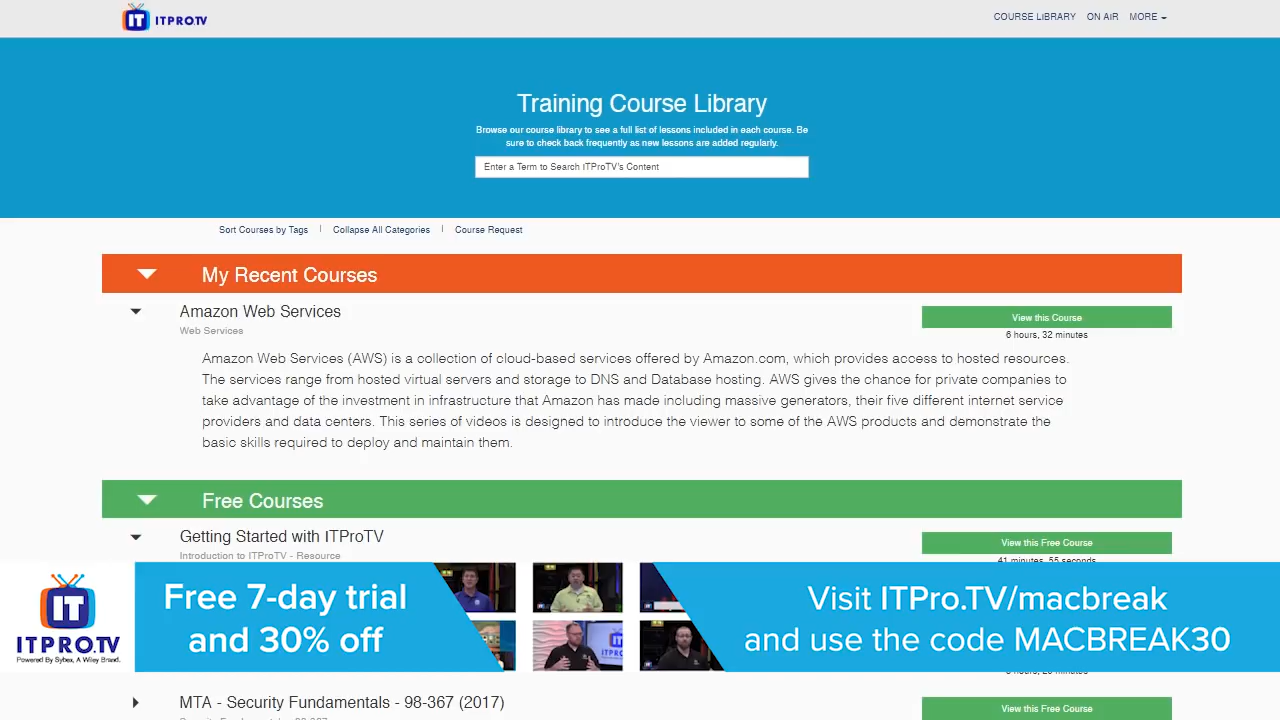 IT ITPRO.TV
COURSE LIBRARY ON AIR MORE
Training Course Library
Browse our course library to see a full list of lessons included in each course. Be
sure to check back frequently as new lessons are added regularly.
Enter a Term to Search ITProTV's Content
Sort Courses by Tags | Collapse All Categories | Course Request
My Recent Courses
Amazon Web Services
View this Course
Web Services
6 hours, 32 minutes
Amazon Web Services (AWS) is a collection of cloud-based services offered by Amazon.com, which provides access to hosted resources.
The services range from hosted virtual servers and storage to DNS and Database hosting. AWS gives the chance for private companies to
take advantage of the investment in infrastructure that Amazon has made including massive generators, their five different internet service
providers and data centers. This series of videos is designed to introduce the viewer to some of the AWS products and demonstrate the
basic skills required to deploy and maintain them.
Free Courses
Getting Started with ITProTV
View this Free Course
Introduction to ITProTV - Resource
41 minutes, 55 seconds
IT
ITPRO.TV
Powered By Sybex, A Wiley Brand.
Free 7-day trial
and 30% off
Visit ITPro.TV/macbreak
and use the code MACBREAK30
MTA - Security Fundamentals - 98-367 (2017)
View this Free Course
Security Fundamentals 98-367